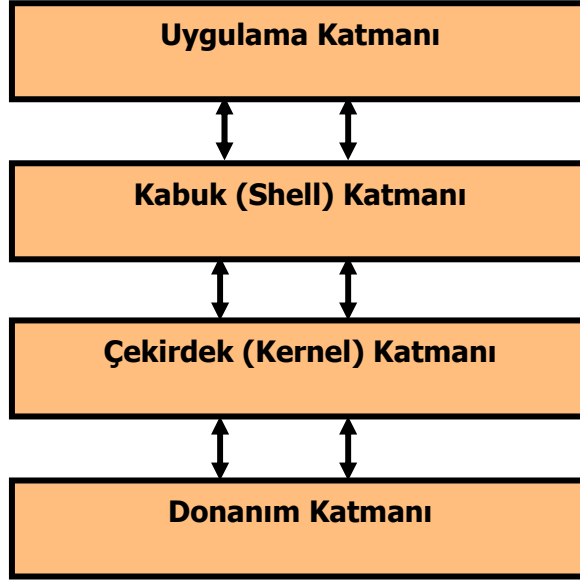 Uygulama Katmanı
Kabuk (Shell) Katmanı
Çekirdek (Kernel) Katmanı
Donanım Katmanı